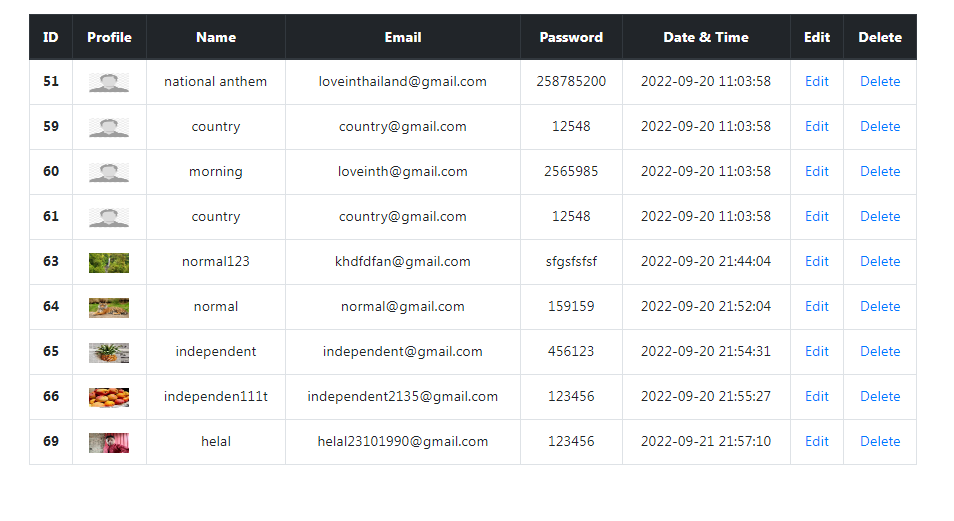 ID Profile Name Email Password Date & Time Edit Delete
51 national anthem loveinthailand@gmail.com 258785200 2022-09-20 11:03:58 Edit Delete
59 country country@gmail.com 12548 2022-09-20 11:03:58 Edit Delete
60 morning loveinth@gmail.com 2565985 2022-09-20 11:03:58 Edit Delete
61 country country@gmail.com 12548 2022-09-20 11:03:58 Edit Delete
63 normal123 khdfdfan@gmail.com sfgsfsfsf 2022-09-20 21:44:04 Edit Delete
64 normal normal@gmail.com 159159 2022-09-20 21:52:04 Edit Delete
65 independent independent@gmail.com 456123 2022-09-20 21:54:31 Edit Delete
66 independen111t independent2135@gmail.com 123456 2022-09-20 21:55:27 Edit Delete
69 helal helal23101990@gmail.com 123456 2022-09-21 21:57:10 Edit Delete